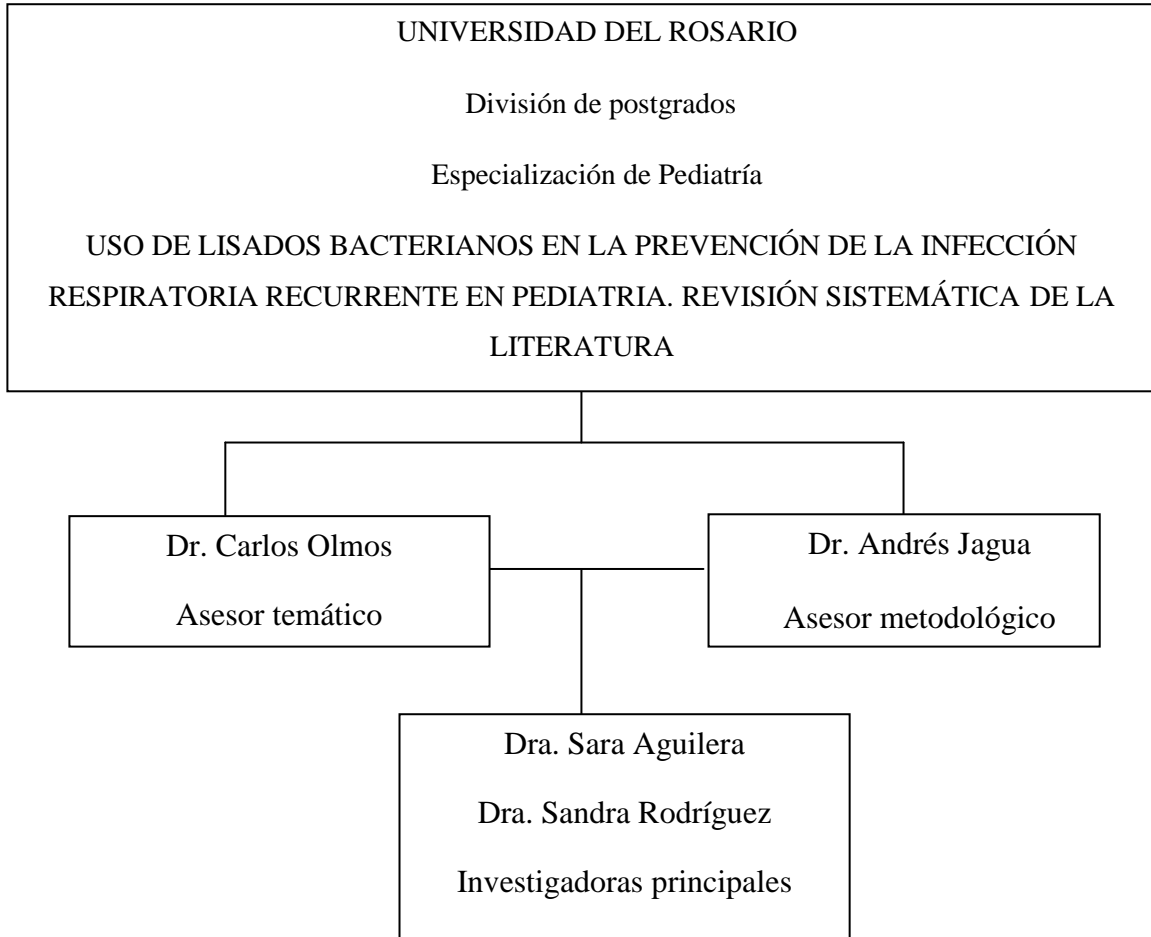 UNIVERSIDAD DEL ROSARIO
División de postgrados
Especialización de Pediatría
USO DE LISADOS BACTERIANOS EN LA PREVENCIÓN DE LA INFECCIÓN
RESPIRATORIA RECURRENTE EN PEDIATRIA. REVISIÓN SISTEMÁTICA DE LA
LITERATURA
Dr. Carlos Olmos
Asesor temático
Dr. Andrés Jagua
Asesor metodológico
Dra. Sara Aguilera
Dra. Sandra Rodríguez
Investigadoras principales